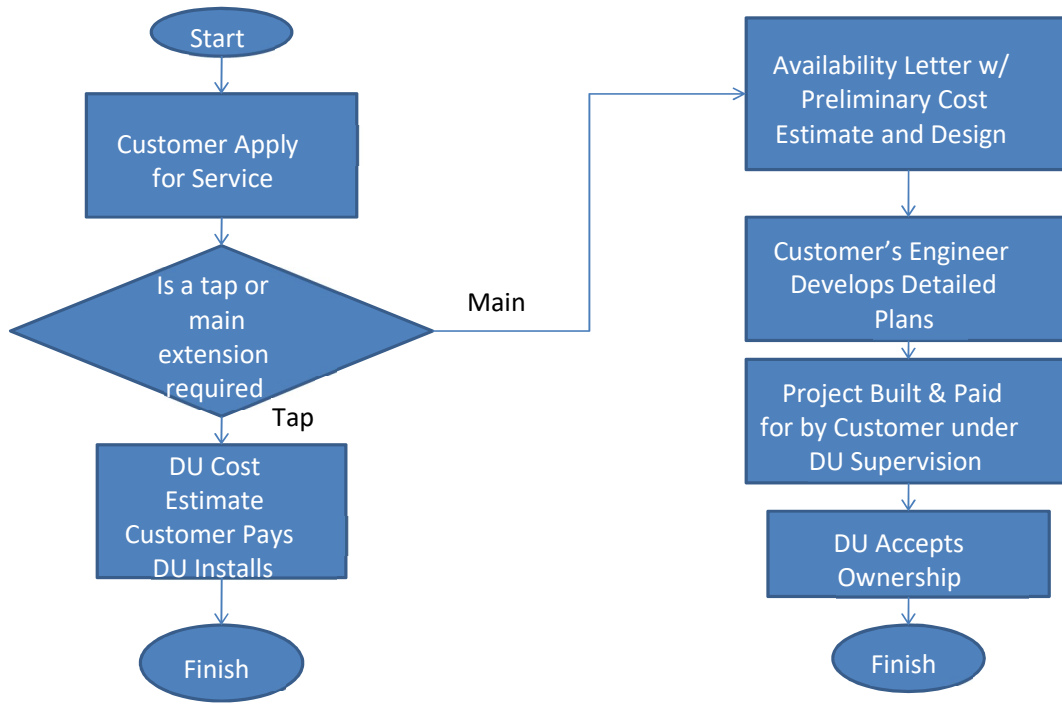 Start
Customer Apply
for Service
Is a tap or
main
extension
required
Main
Tap
DU Cost
Estimate
Customer Pays
DU Installs
Finish
Availability Letter w/
Preliminary Cost
Estimate and Design
Customer’s Engineer
Develops Detailed
Plans
Project Built & Paid
for by Customer under
DU Supervision
DU Accepts
Ownership
Finish